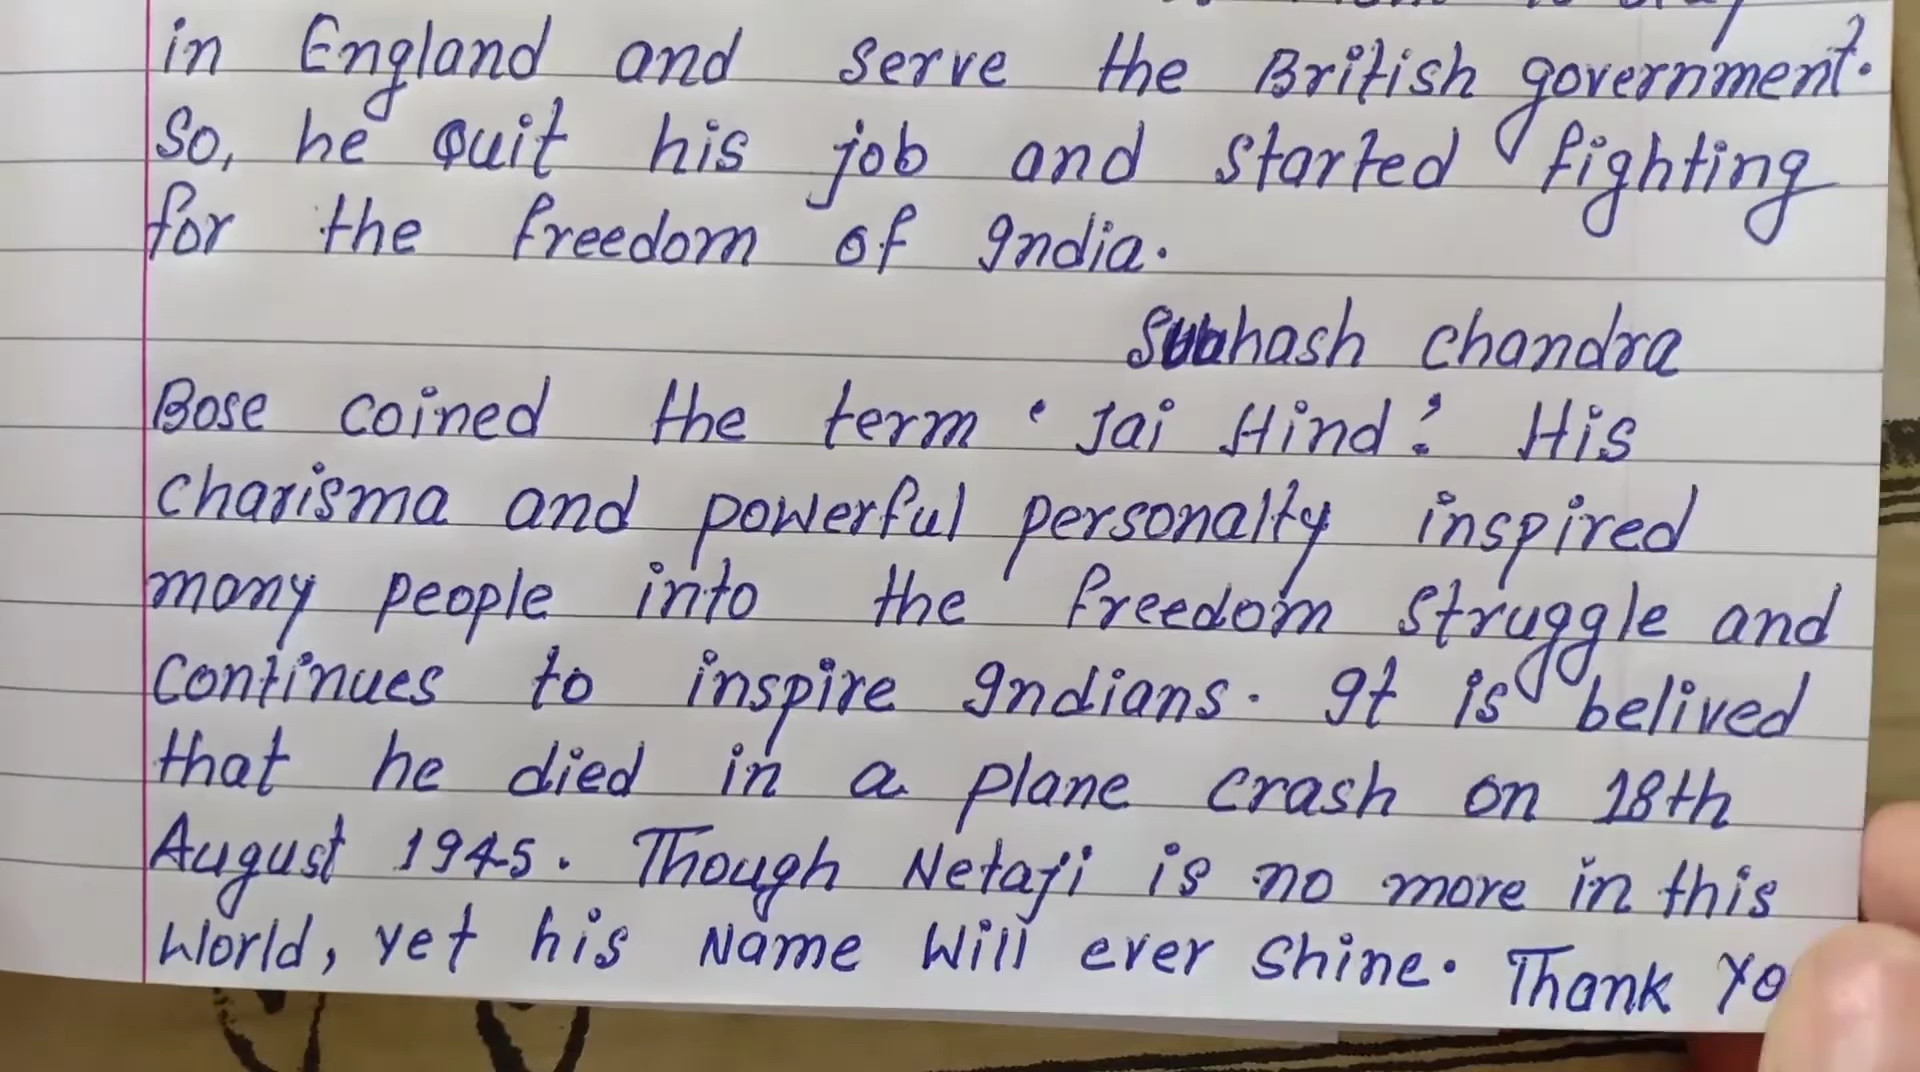 in England and serve the British government.
So, he quit his job and started fighting
for the freedom of India.
Subhash chandra
Bose coined the term 'Jai Hind'. His
charisma and powerful personalty inspired
many people into the freedom struggle and
continues to inspire Indians. It is belived
that he died in a plane crash on 18th
August 1945. Though Netaji is no more in this
world, yet his Name Will ever shine. Thank Yo